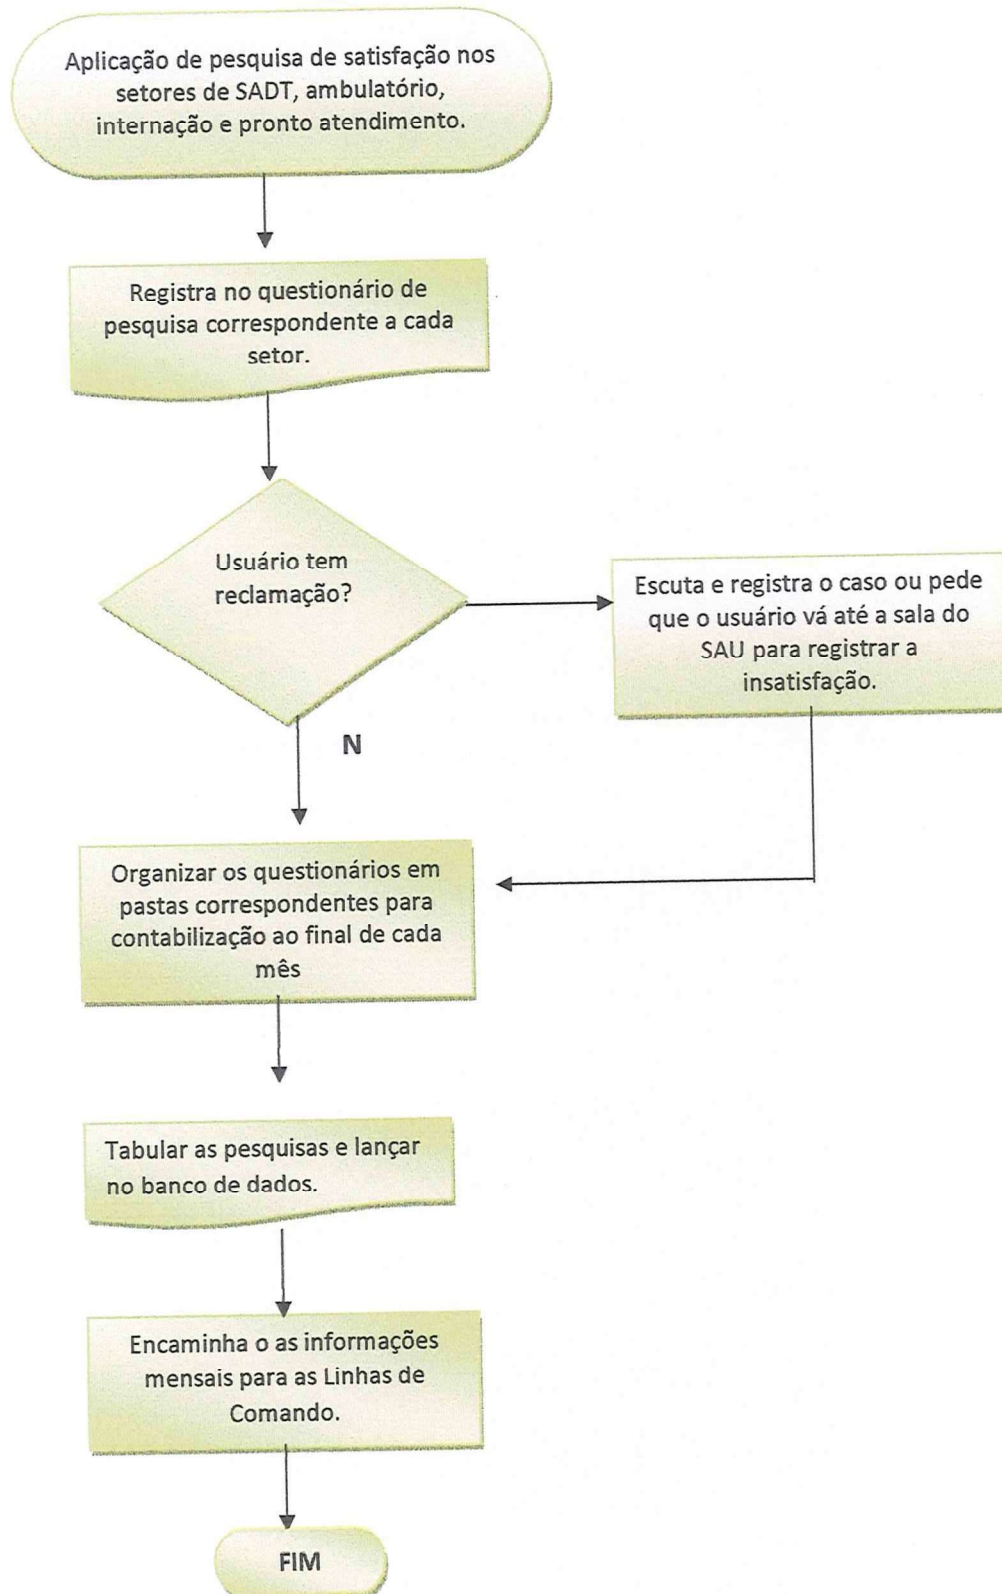 Aplicação de pesquisa de satisfação nos
setores de SADT, ambulatório,
internação e pronto atendimento.
Registra no questionário de
pesquisa correspondente a cada
setor.
Usuário tem
reclamação?
Escuta e registra o caso ou pede
que o usuário vá até a sala do
SAU para registrar a
insatisfação.
N
Organizar os questionários em
pastas correspondentes para
contabilização ao final de cada
mês
Tabular as pesquisas e lançar
no banco de dados.
Encaminha o as informações
mensais para as Linhas de
Comando.
FIM